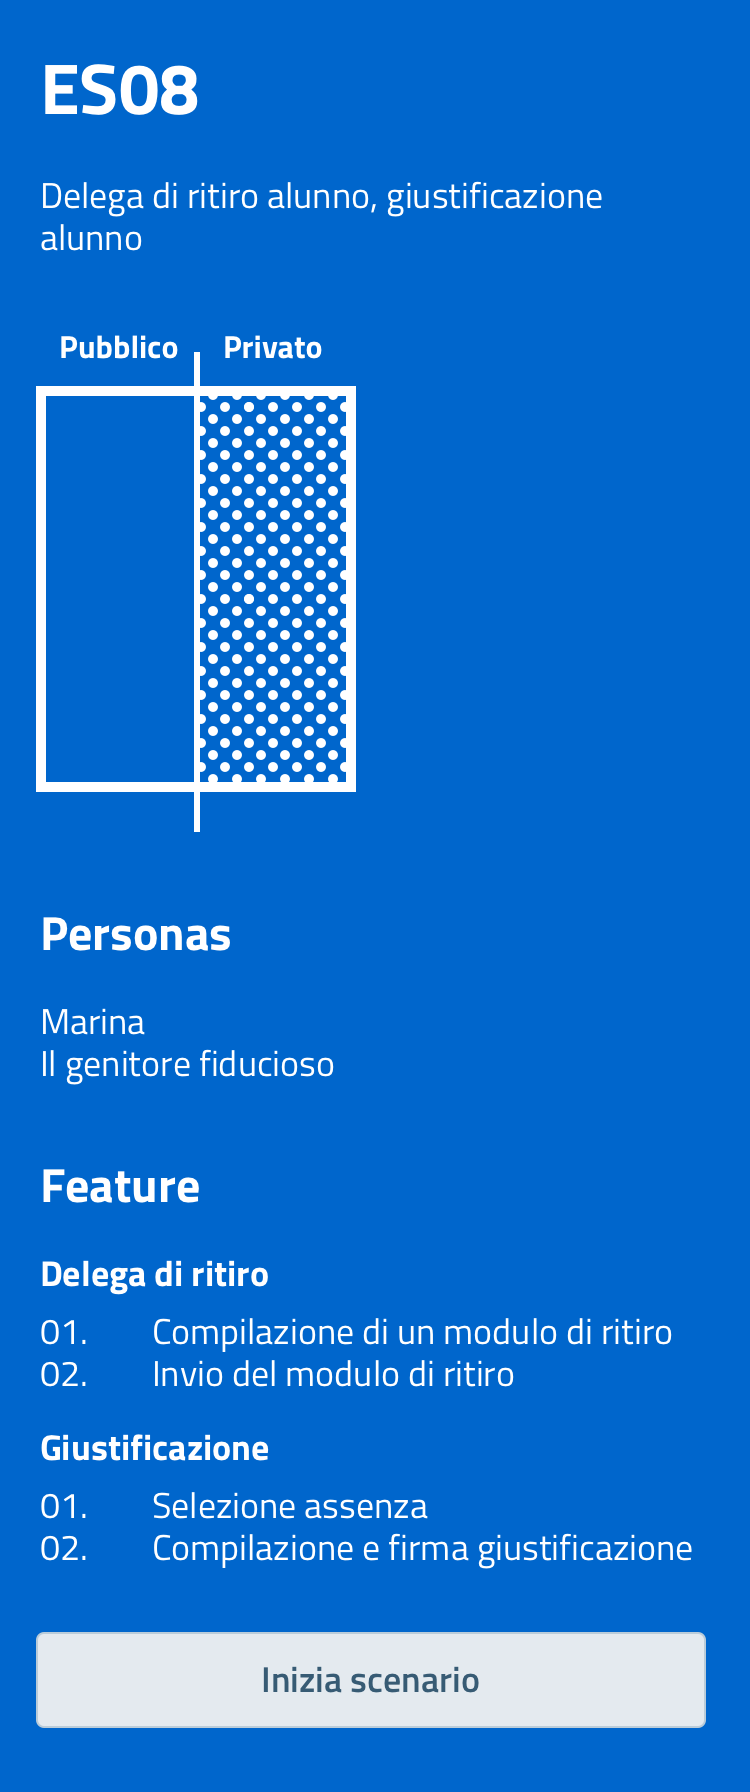 ES08
Delega di ritiro alunno, giustificazione
alunno
Pubblico Privato
Personas
Marina
Il genitore fiducioso
Feature
Delega di ritiro
01. Compilazione di un modulo di ritiro
02. Invio del modulo di ritiro
Giustificazione
01. Selezione assenza
02. Compilazione e firma giustificazione
Inizia scenario